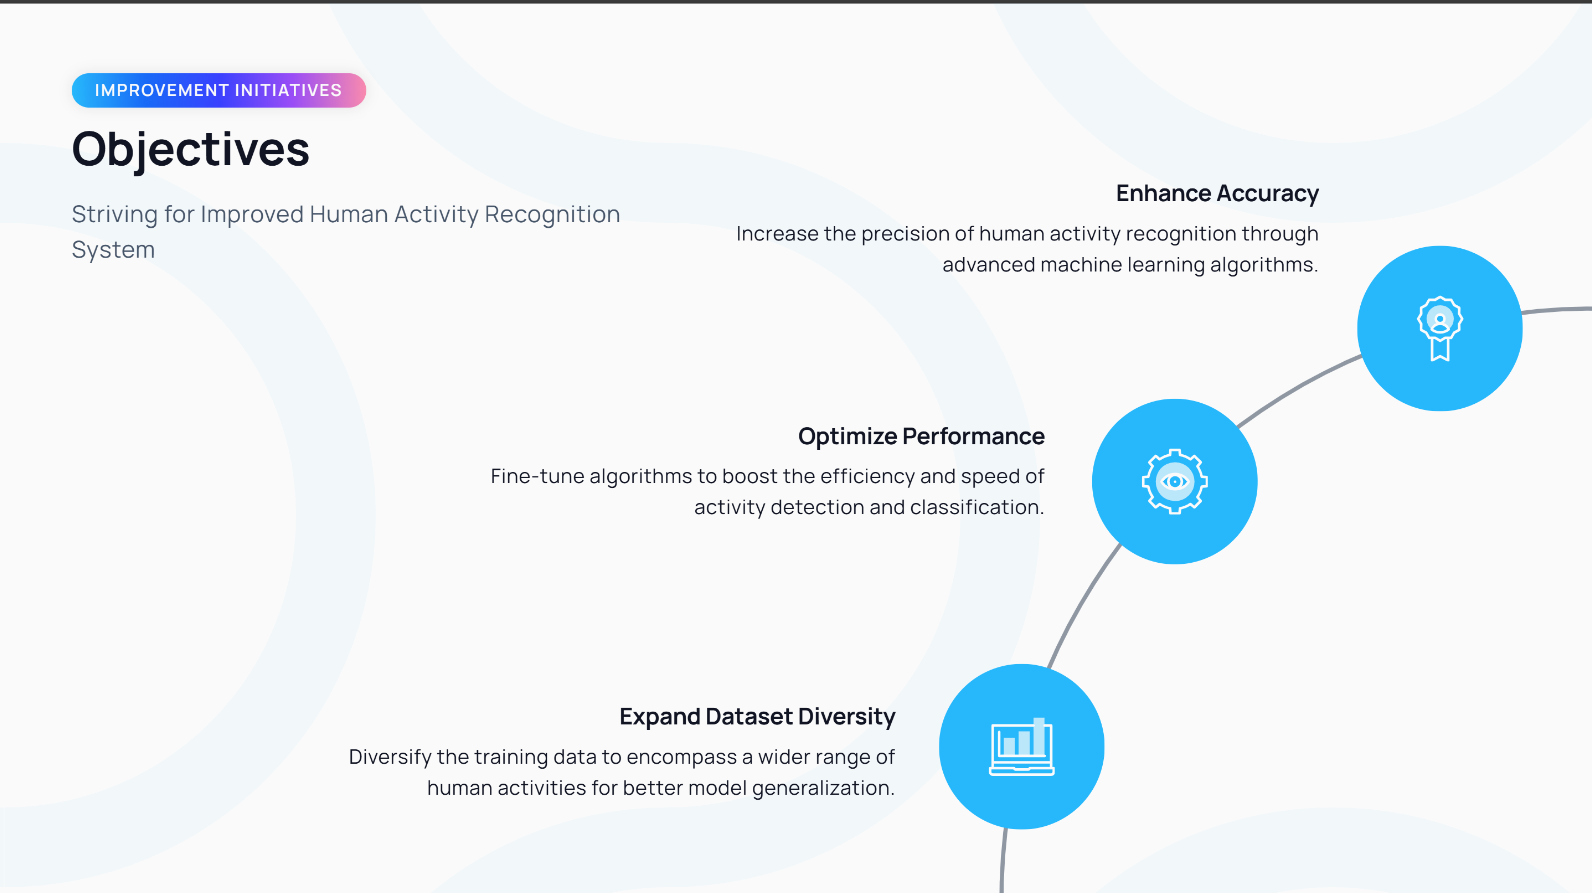 IMPROVEMENT INITIATIVES
Objectives
Striving for Improved Human Activity Recognition
System
Enhance Accuracy
Increase the precision of human activity recognition through
advanced machine learning algorithms.
Optimize Performance
Fine-tune algorithms to boost the efficiency and speed of
activity detection and classification.
Expand Dataset Diversity
Diversify the training data to encompass a wider range of
human activities for better model generalization.